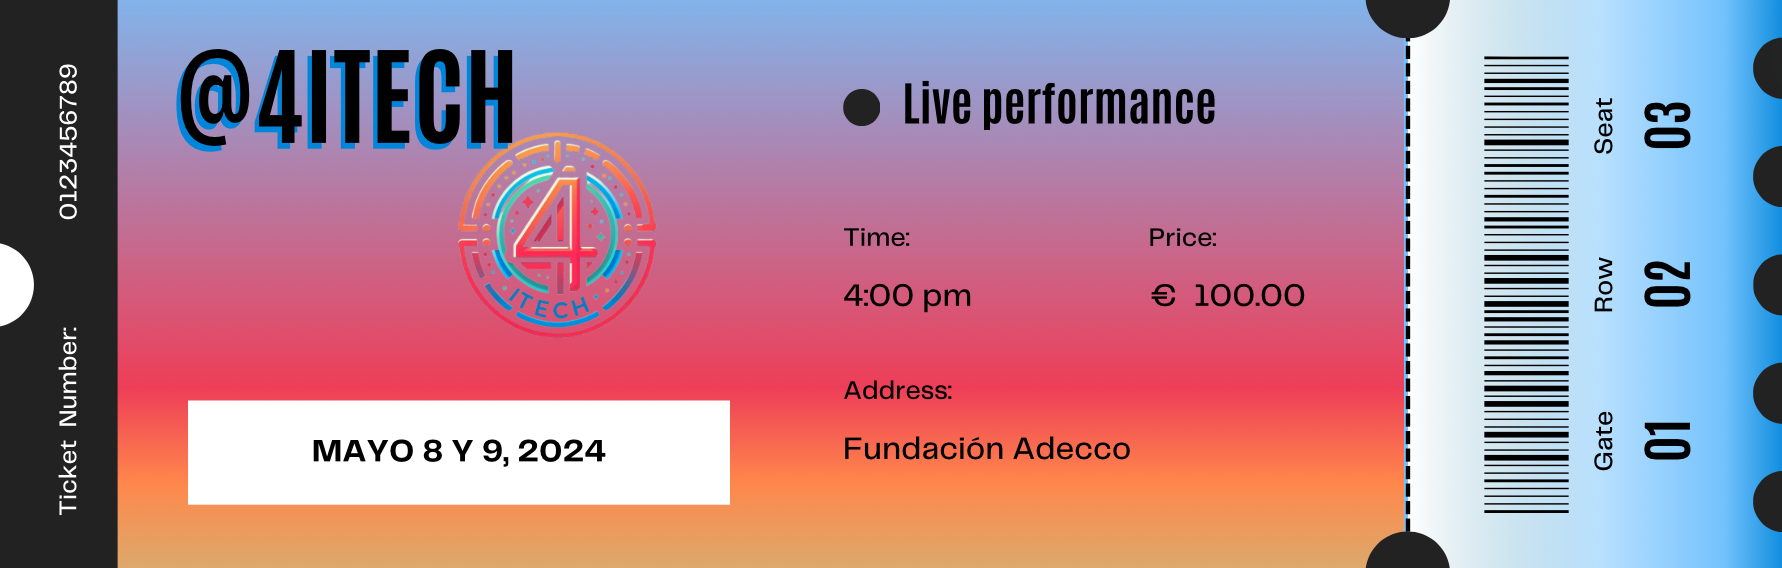 Ticket Number: 0123456789
@4ITECH
4
ITECH
MAYO 8 Y 9, 2024
Live performance
Time:
4:00 pm
Price:
€ 100.00
Address:
Fundación Adecco
Gate 01
Row 02
Seat 03